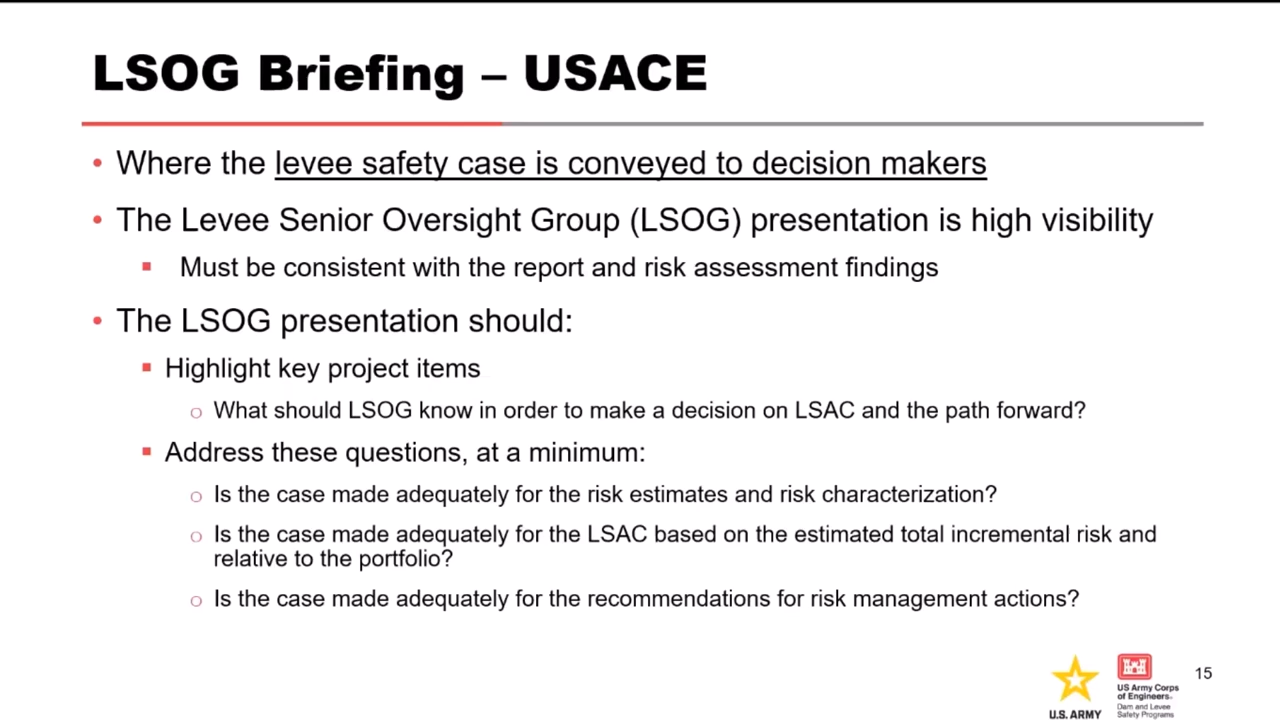 LSOG Briefing – USACE
• Where the levee safety case is conveyed to decision makers
• The Levee Senior Oversight Group (LSOG) presentation is high visibility
▪ Must be consistent with the report and risk assessment findings
• The LSOG presentation should:
▪ Highlight key project items
o What should LSOG know in order to make a decision on LSAC and the path forward?
▪ Address these questions, at a minimum:
o Is the case made adequately for the risk estimates and risk characterization?
o Is the case made adequately for the LSAC based on the estimated total incremental risk and
relative to the portfolio?
o Is the case made adequately for the recommendations for risk management actions?
U.S. ARMY
US Army Corps
of Engineers.
Dam and Levee
Safety Programs
15